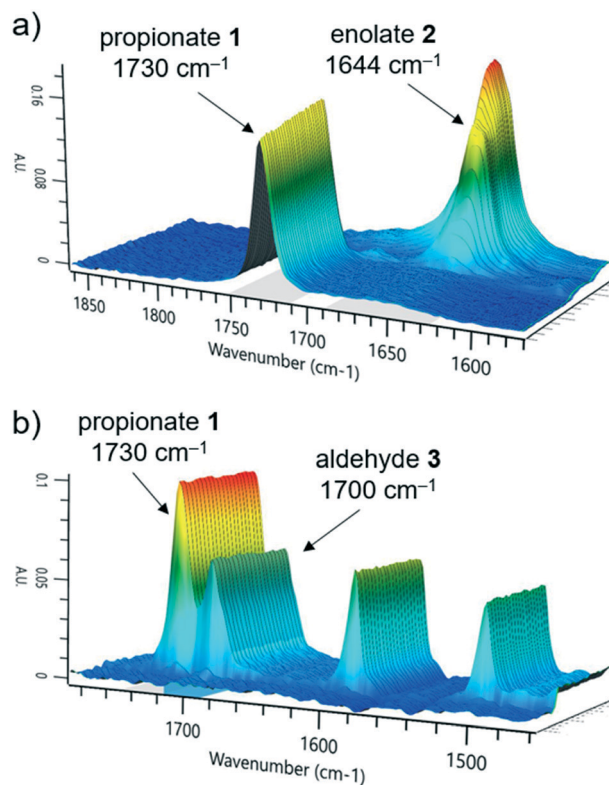 a)
propionate 1
1730 cm⁻¹
enolate 2
1644 cm⁻¹
0.16
0.08
0
A.U.
1850
1800
1750
1700
1650
1600
Wavenumber (cm-1)
b)
propionate 1
1730 cm⁻¹
aldehyde 3
1700 cm⁻¹
0.1
0.05
0
A.U.
1700
1600
1500
Wavenumber (cm-1)